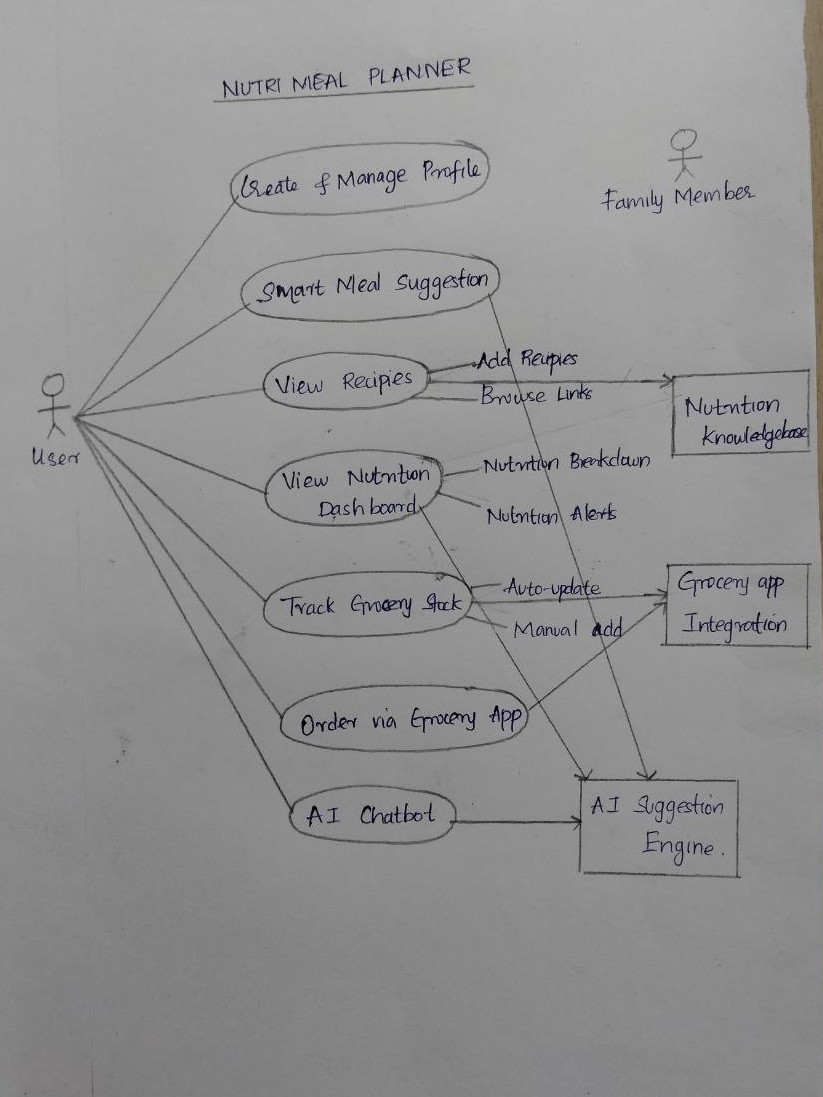 NUTRI MEAL PLANNER
Create & Manage Profile
Family Member
Smart Meal Suggestion
View Recipies
Add Recipies
Browse Links
Nutrition
Knowledgebase
User
View Nutrition
Dashboard
Nutrition Breakdown
Nutrition Alerts
Track Grocery Stock
Auto-update
Manual add
Grocery app
Integration
Order via Grocery App
AI Chatbot
AI Suggestion
Engine.